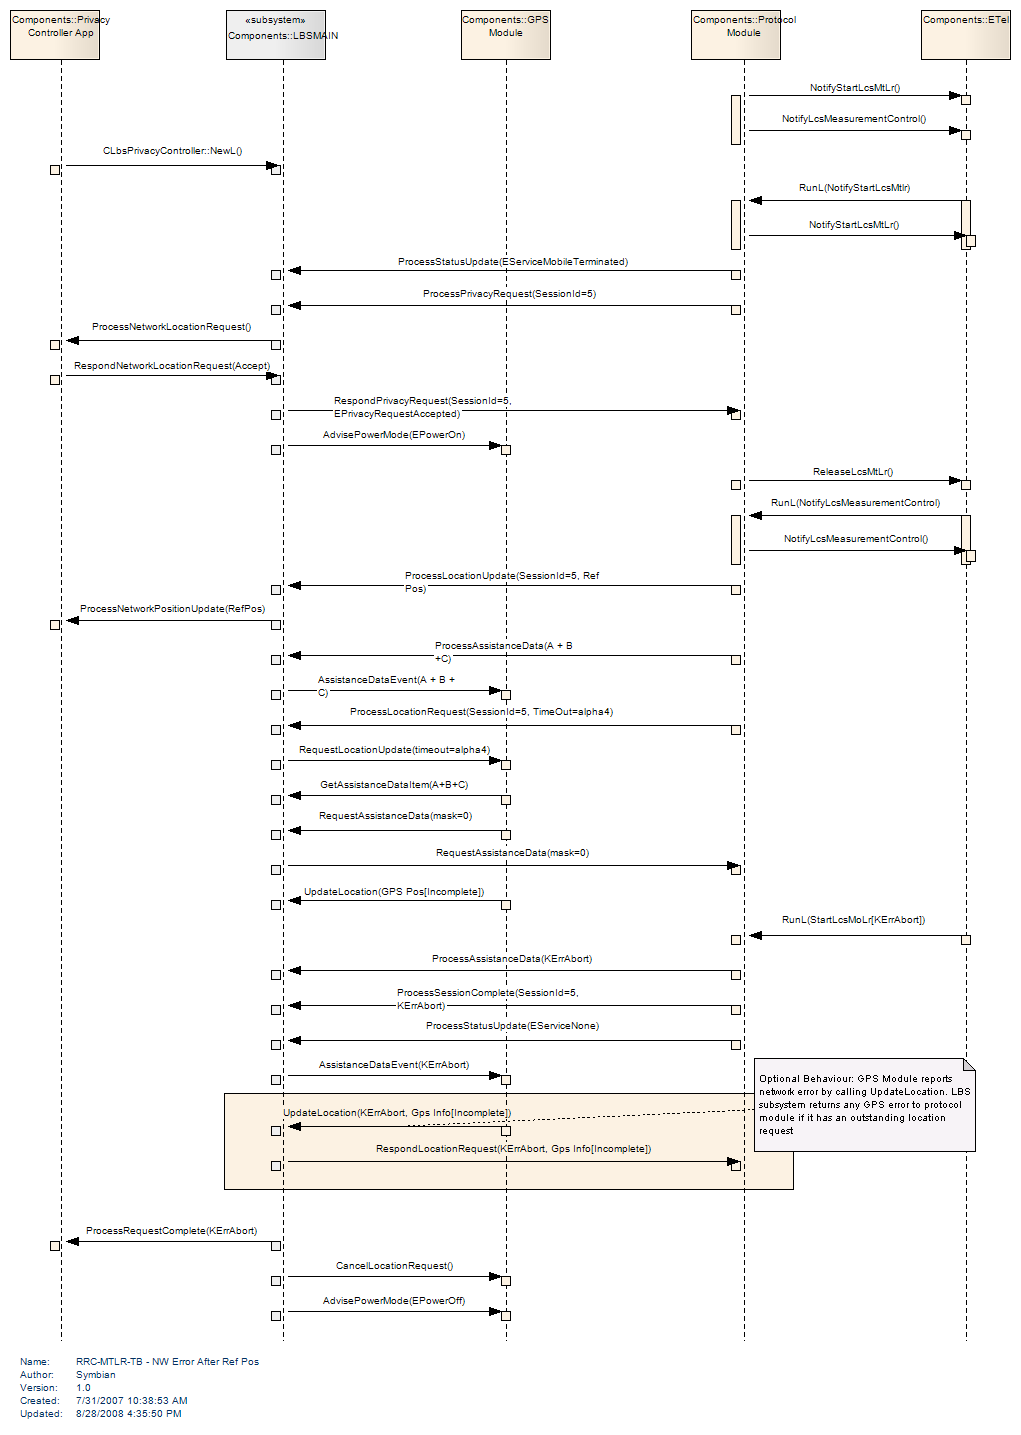 Components::Privacy
Controller App
«subsystem»
Components::LBSMAIN
Components::GPS
Module
Components::Protocol
Module
Components::ETel
NotifyStartLcsMtLr()
NotifyLcsMeasurementControl()
CLbsPrivacyController::NewL()
RunL(NotifyStartLcsMtlr)
NotifyStartLcsMtLr()
ProcessStatusUpdate(EServiceMobileTerminated)
ProcessPrivacyRequest(SessionId=5)
ProcessNetworkLocationRequest()
RespondNetworkLocationRequest(Accept)
RespondPrivacyRequest(SessionId=5,
EPrivacyRequestAccepted)
AdvisePowerMode(EPowerOn)
ReleaseLcsMtLr()
RunL(NotifyLcsMeasurementControl)
NotifyLcsMeasurementControl()
ProcessLocationUpdate(SessionId=5, Ref
Pos)
ProcessNetworkPositionUpdate(RefPos)
ProcessAssistanceData(A + B
+C)
AssistanceDataEvent(A + B +
C)
ProcessLocationRequest(SessionId=5, TimeOut=alpha4)
RequestLocationUpdate(timeout=alpha4)
GetAssistanceDataItem(A+B+C)
RequestAssistanceData(mask=0)
RequestAssistanceData(mask=0)
UpdateLocation(GPS Pos[Incomplete])
RunL(StartLcsMoLr[KErrAbort])
ProcessAssistanceData(KErrAbort)
ProcessSessionComplete(SessionId=5,
KErrAbort)
ProcessStatusUpdate(EServiceNone)
AssistanceDataEvent(KErrAbort)
Optional Behaviour: GPS Module reports
network error by calling UpdateLocation. LBS
subsystem returns any GPS error to protocol
module if it has an outstanding location
request
UpdateLocation(KErrAbort, Gps Info[Incomplete])
RespondLocationRequest(KErrAbort, Gps Info[Incomplete])
ProcessRequestComplete(KErrAbort)
CancelLocationRequest()
AdvisePowerMode(EPowerOff)
Name: RRC-MTLR-TB - NW Error After Ref Pos
Author: Symbian
Version: 1.0
Created: 7/31/2007 10:38:53 AM
Updated: 8/28/2008 4:35:50 PM